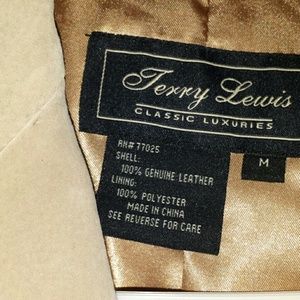 Terry Lewis
CLASSIC LUXURIES
RN# 77025
SHELL:
100% GENUINE LEATHER
LINING:
100% POLYESTER
MADE IN CHINA
SEE REVERSE FOR CARE
M